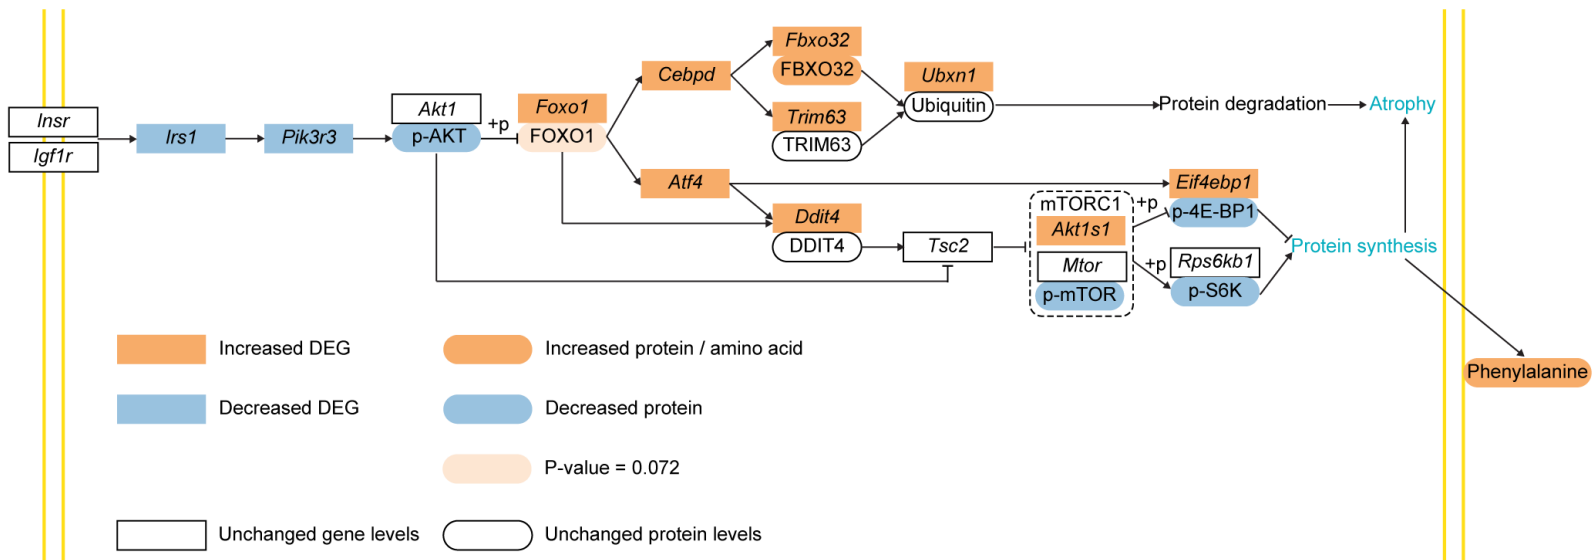 Insr
Igf1r
Irs1
Pik3r3
Akt1
p-AKT
+p
Foxo1
FOXO1
Cebpd
Atf4
Fbxo32
FBXO32
Trim63
TRIM63
Ubxn1
Ubiquitin
Protein degradation
Atrophy
Ddit4
DDIT4
Tsc2
mTORC1
Akt1s1
Mtor
p-mTOR
+p
+p
Eif4ebp1
p-4E-BP1
Rps6kb1
p-S6K
Protein synthesis
Phenylalanine
Increased DEG
Increased protein / amino acid
Decreased DEG
Decreased protein
P-value = 0.072
Unchanged gene levels
Unchanged protein levels